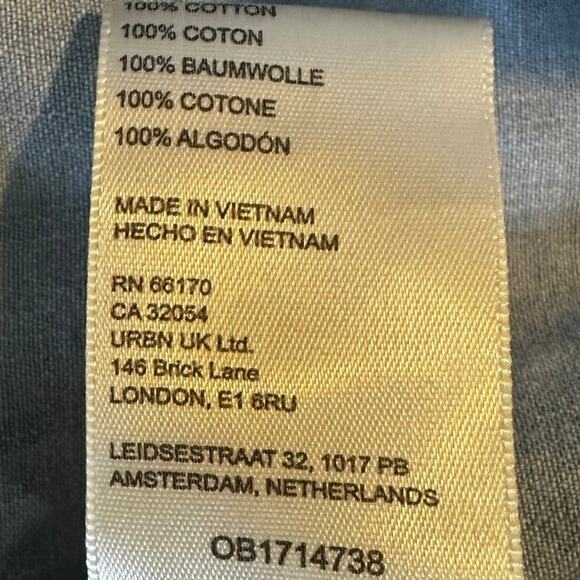 100% COTTON
100% COTON
100% BAUMWOLLE
100% COTONE
100% ALGODÓN
MADE IN VIETNAM
HECHO EN VIETNAM
RN 66170
CA 32054
URBN UK Ltd.
146 Brick Lane
LONDON, E1 6RU
LEIDSESTRAAT 32, 1017 PB
AMSTERDAM, NETHERLANDS
OB1714738